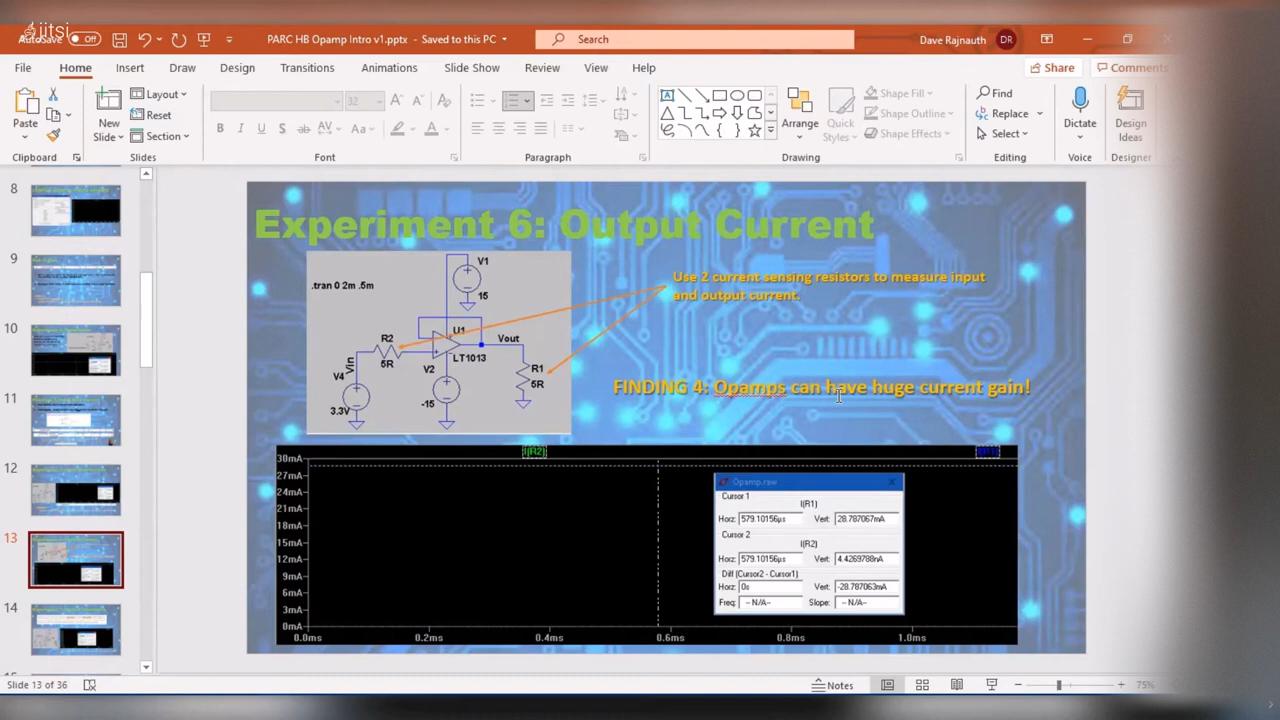 jitsi
AutoSave Off
PARC HB Opamp Intro v1.pptx - Saved to this PC
Search
Dave Rajnauth DR
File Home Insert Draw Design Transitions Animations Slide Show Review View Help Share Comments
Paste
New Slide
Layout
Reset
Section
32
Arrange
Quick Styles
Shape Fill
Shape Outline
Shape Effects
Find
Replace
Select
Dictate
Design Ideas
Clipboard Slides Font Paragraph Drawing Editing Voice Designer
8
9
10
11
12
13
14
Experiment 6: Output Current
.tran 0 2m .5m
V1
15
R2
5R
Vin
U1
LT1013
Vout
V4
3.3V
V2
-15
R1
5R
Use 2 current sensing resistors to measure input
and output current.
FINDING 4: Opamps can have huge current gain!
I(R2)
30mA
27mA
24mA
21mA
18mA
15mA
12mA
9mA
6mA
3mA
0mA
0.0ms 0.2ms 0.4ms 0.6ms 0.8ms 1.0ms
Opamp.raw
Cursor 1
I(R1)
Horz: 579.10156µs Vert: 28.787067mA
Cursor 2
I(R2)
Horz: 579.10156µs Vert: 4.4269788nA
Diff (Cursor2 - Cursor1)
Horz: 0s Vert: -28.787063mA
Freq: -- N/A-- Slope: -- N/A--
Slide 13 of 36
Notes
75%